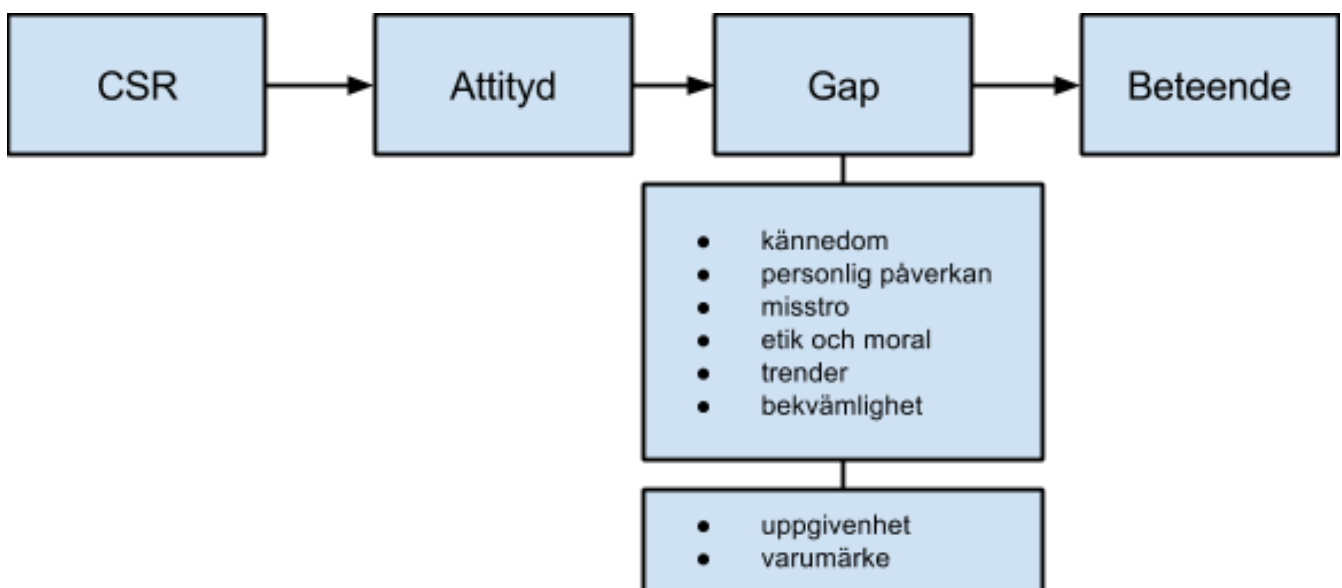 CSR
Attityd
Gap
Beteende
kännedom
personlig påverkan
misstro
etik och moral
trender
bekvämlighet
uppgivenhet
varumärke